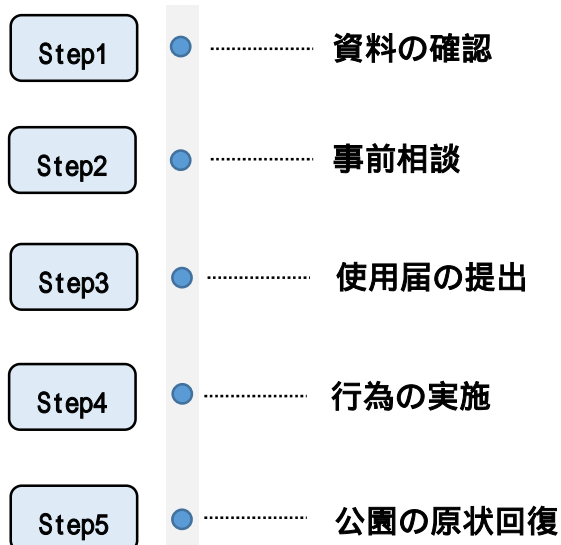 Step1 資料の確認
Step2 事前相談
Step3 使用届の提出
Step4 行為の実施
Step5 公園の原状回復